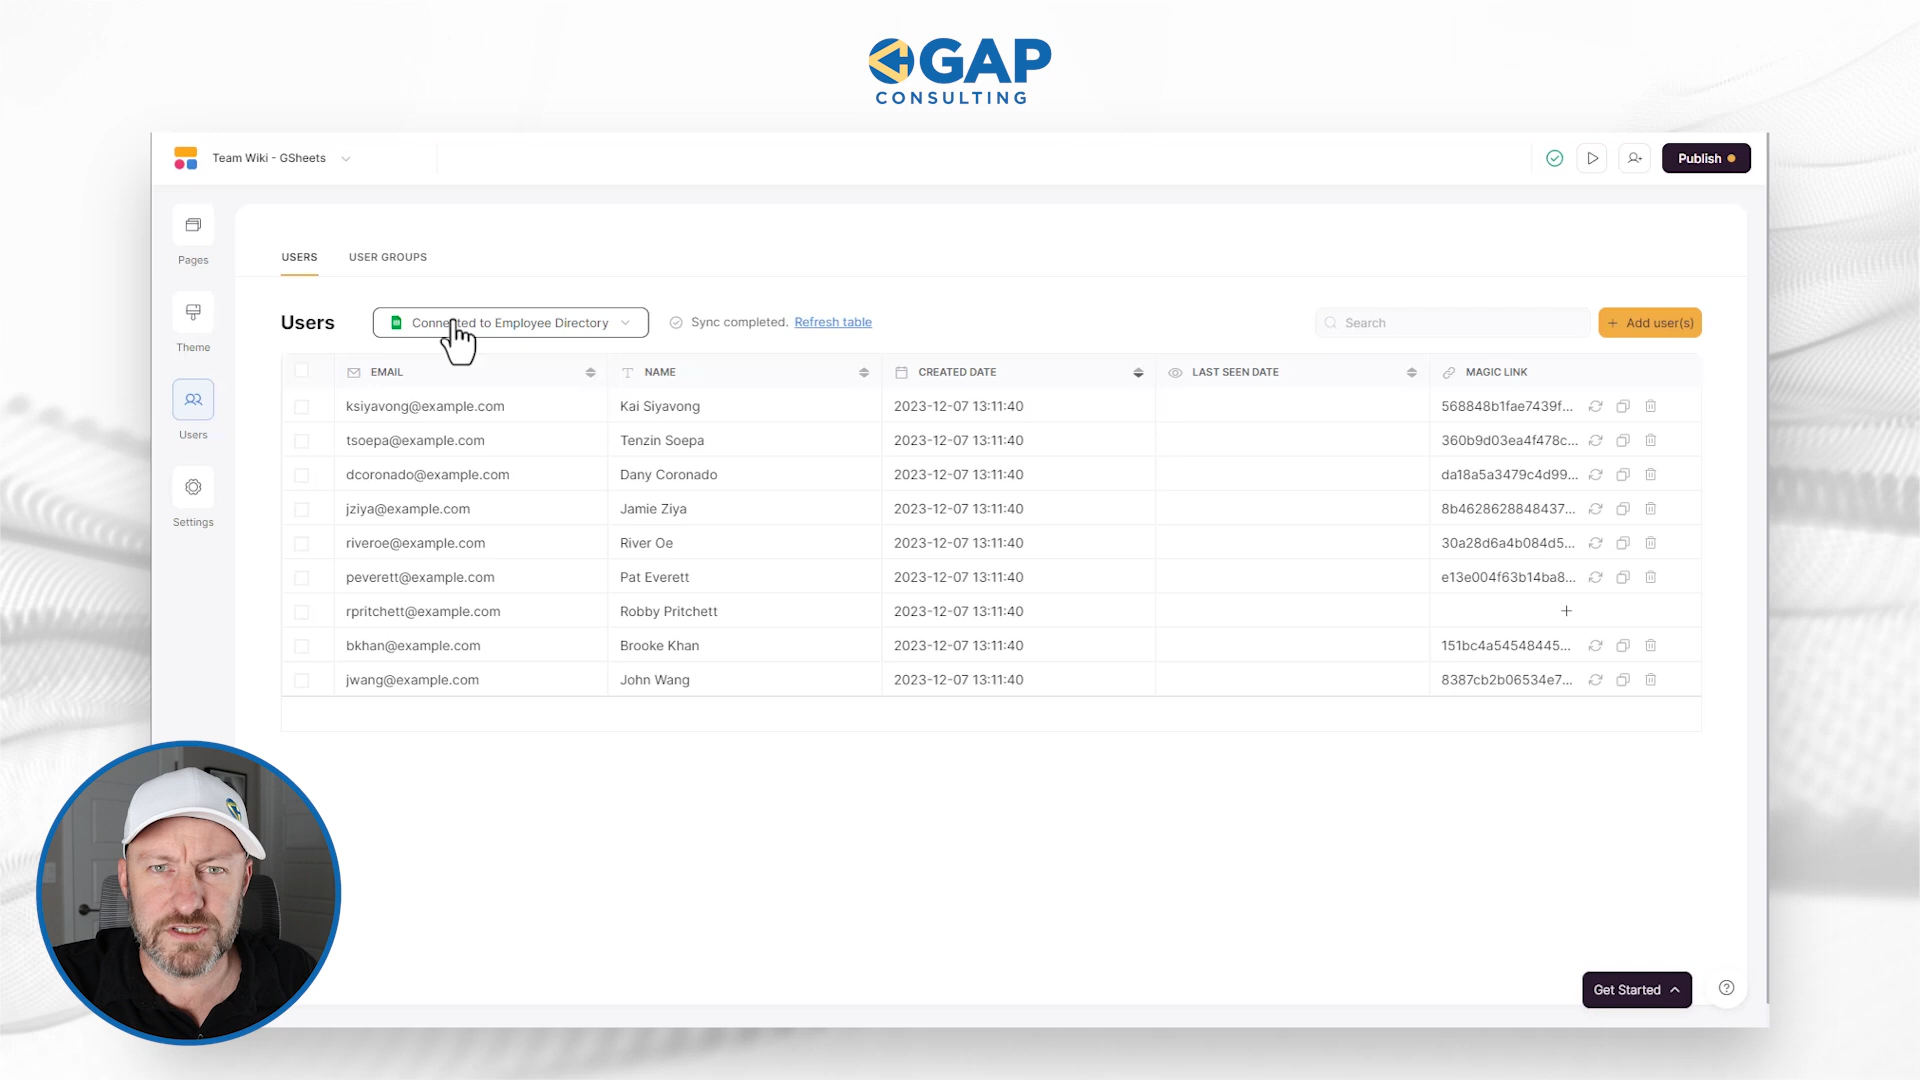 GAP
CONSULTING
Team Wiki - GSheets
Publish
Pages
Theme
Users
Settings
USERS USER GROUPS
Users Connected to Employee Directory Sync completed. Refresh table Search + Add user(s)
EMAIL NAME CREATED DATE LAST SEEN DATE MAGIC LINK
ksiyavong@example.com Kai Siyavong 2023-12-07 13:11:40 568848b1fae7439f...
tsoepa@example.com Tenzin Soepa 2023-12-07 13:11:40 360b9d03ea4f478c...
dcoronado@example.com Dany Coronado 2023-12-07 13:11:40 da18a5a3479c4d99...
jziya@example.com Jamie Ziya 2023-12-07 13:11:40 8b4628628848437...
riveroe@example.com River Oe 2023-12-07 13:11:40 30a28d6a4b084d5...
peverett@example.com Pat Everett 2023-12-07 13:11:40 e13e004f63b14ba8...
rpritchett@example.com Robby Pritchett 2023-12-07 13:11:40 +
bkhan@example.com Brooke Khan 2023-12-07 13:11:40 151bc4a54548445...
jwang@example.com John Wang 2023-12-07 13:11:40 8387cb2b06534e7...
Get Started ?